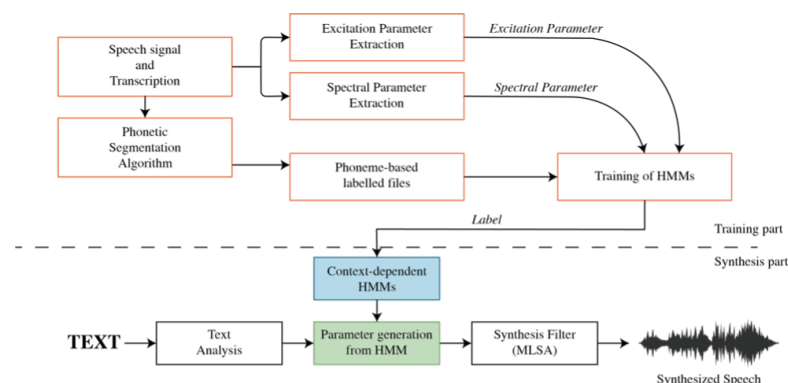 Speech signal
and
Transcription
Excitation Parameter
Extraction
Excitation Parameter
Spectral Parameter
Extraction
Spectral Parameter
Phonetic
Segmentation
Algorithm
Phoneme-based
labelled files
Training of HMMs
Label
Training part
Synthesis part
Context-dependent
HMMs
TEXT
Text
Analysis
Parameter generation
from HMM
Synthesis Filter
(MLSA)
Synthesized Speech